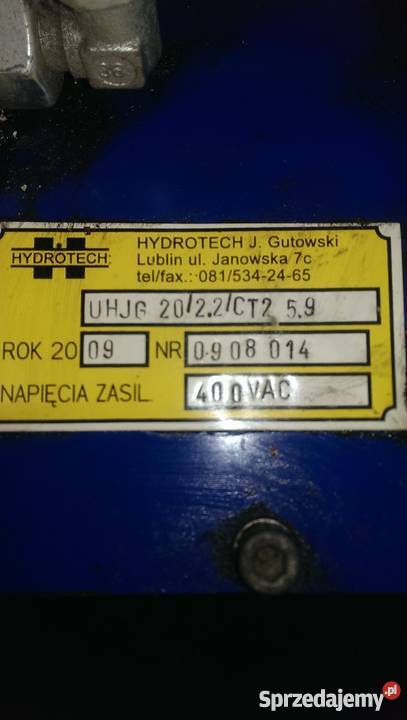 36
HYDROTECH
HYDROTECH J. Gutowski
Lublin ul. Janowska 7c
tel/fax.: 081/534-24-65
UHJG 20/2.2/CT2 5.9
ROK 20 09 NR 0908 014
NAPIĘCIA ZASIL. 400VAC
Sprzedajemy.pl